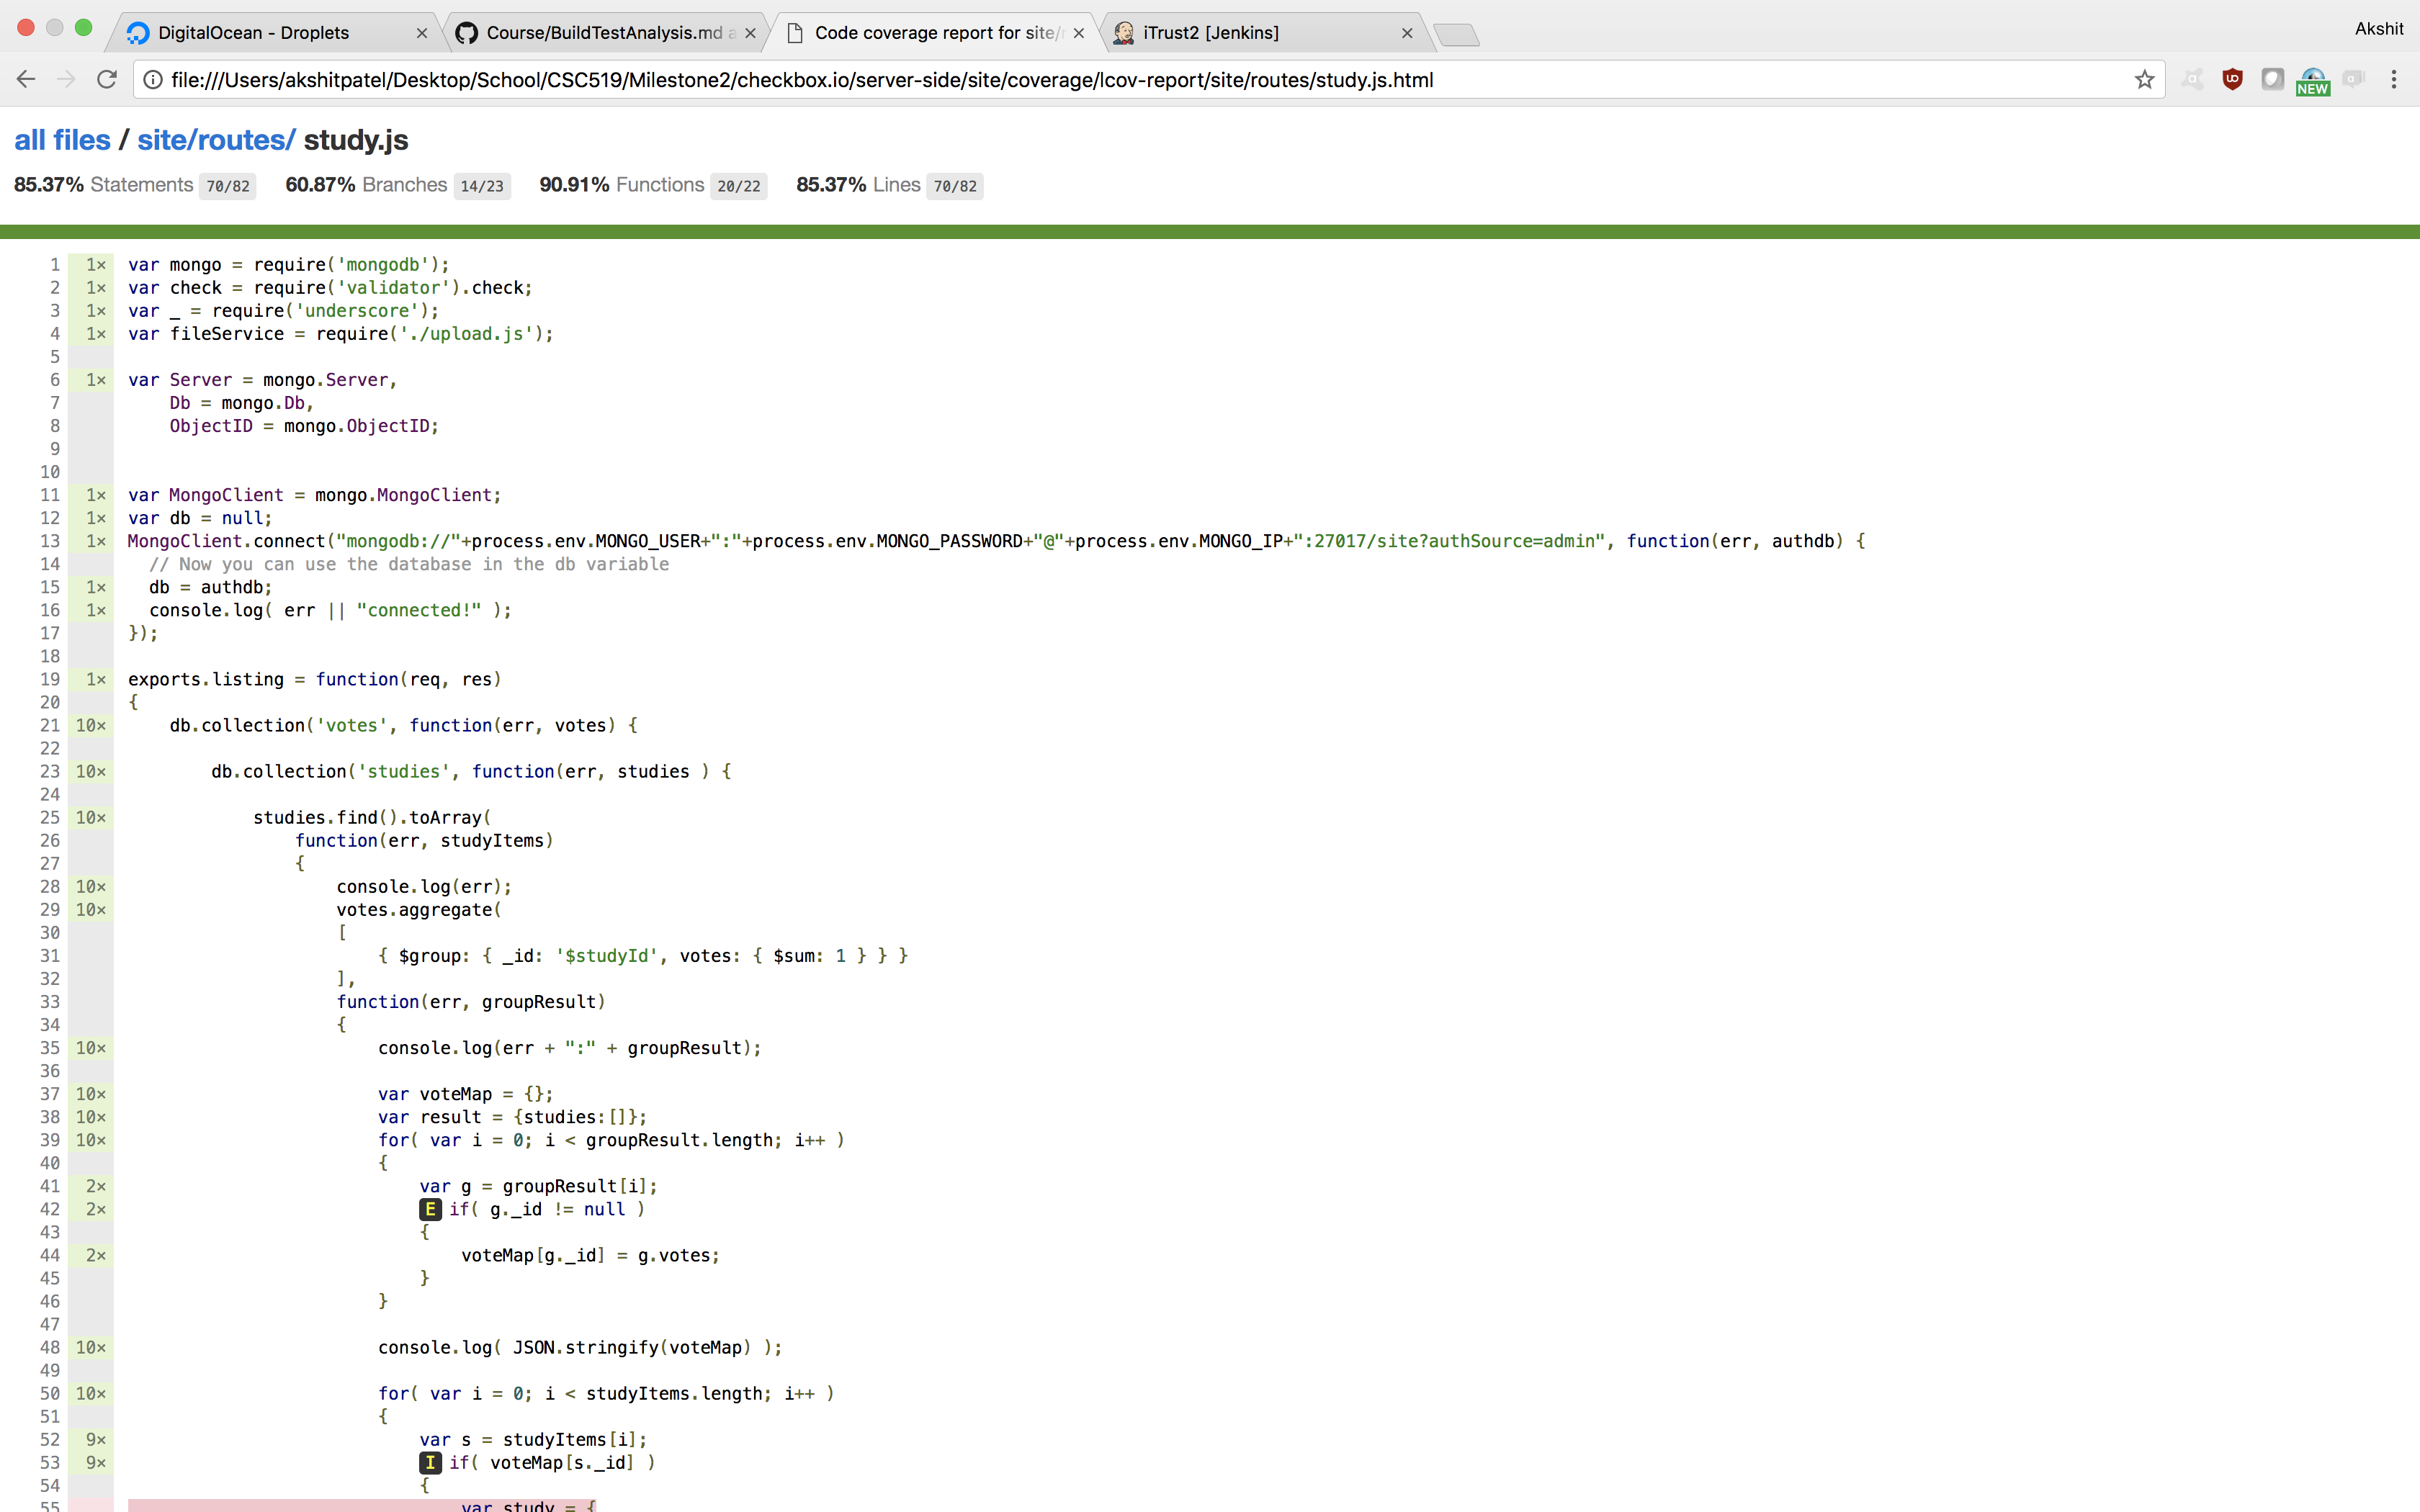 DigitalOcean - Droplets
Course/BuildTestAnalysis.md a
Code coverage report for site/r
iTrust2 [Jenkins]
Akshit
file:///Users/akshitpatel/Desktop/School/CSC519/Milestone2/checkbox.io/server-side/site/coverage/lcov-report/site/routes/study.js.html
NEW
all files / site/routes/ study.js
85.37% Statements 70/82 60.87% Branches 14/23 90.91% Functions 20/22 85.37% Lines 70/82
1 1× var mongo = require('mongodb');
2 1× var check = require('validator').check;
3 1× var _ = require('underscore');
4 1× var fileService = require('./upload.js');
5
6 1× var Server = mongo.Server,
7 Db = mongo.Db,
8 ObjectID = mongo.ObjectID;
9
10
11 1× var MongoClient = mongo.MongoClient;
12 1× var db = null;
13 1× MongoClient.connect("mongodb://"+process.env.MONGO_USER+":"+process.env.MONGO_PASSWORD+"@"+process.env.MONGO_IP+":27017/site?authSource=admin", function(err, authdb) {
14 // Now you can use the database in the db variable
15 1× db = authdb;
16 1× console.log( err || "connected!" );
17 });
18
19 1× exports.listing = function(req, res)
20 {
21 10× db.collection('votes', function(err, votes) {
22
23 10× db.collection('studies', function(err, studies ) {
24
25 10× studies.find().toArray(
26 function(err, studyItems)
27 {
28 10× console.log(err);
29 10× votes.aggregate(
30 [
31 { $group: { _id: '$studyId', votes: { $sum: 1 } } }
32 ],
33 function(err, groupResult)
34 {
35 10× console.log(err + ":" + groupResult);
36
37 10× var voteMap = {};
38 10× var result = {studies:[]};
39 10× for( var i = 0; i < groupResult.length; i++ )
40 {
41 2× var g = groupResult[i];
42 2× E if( g._id != null )
43 {
44 2× voteMap[g._id] = g.votes;
45 }
46 }
47
48 10× console.log( JSON.stringify(voteMap) );
49
50 10× for( var i = 0; i < studyItems.length; i++ )
51 {
52 9× var s = studyItems[i];
53 9× I if( voteMap[s._id] )
54 {
55 var study = {